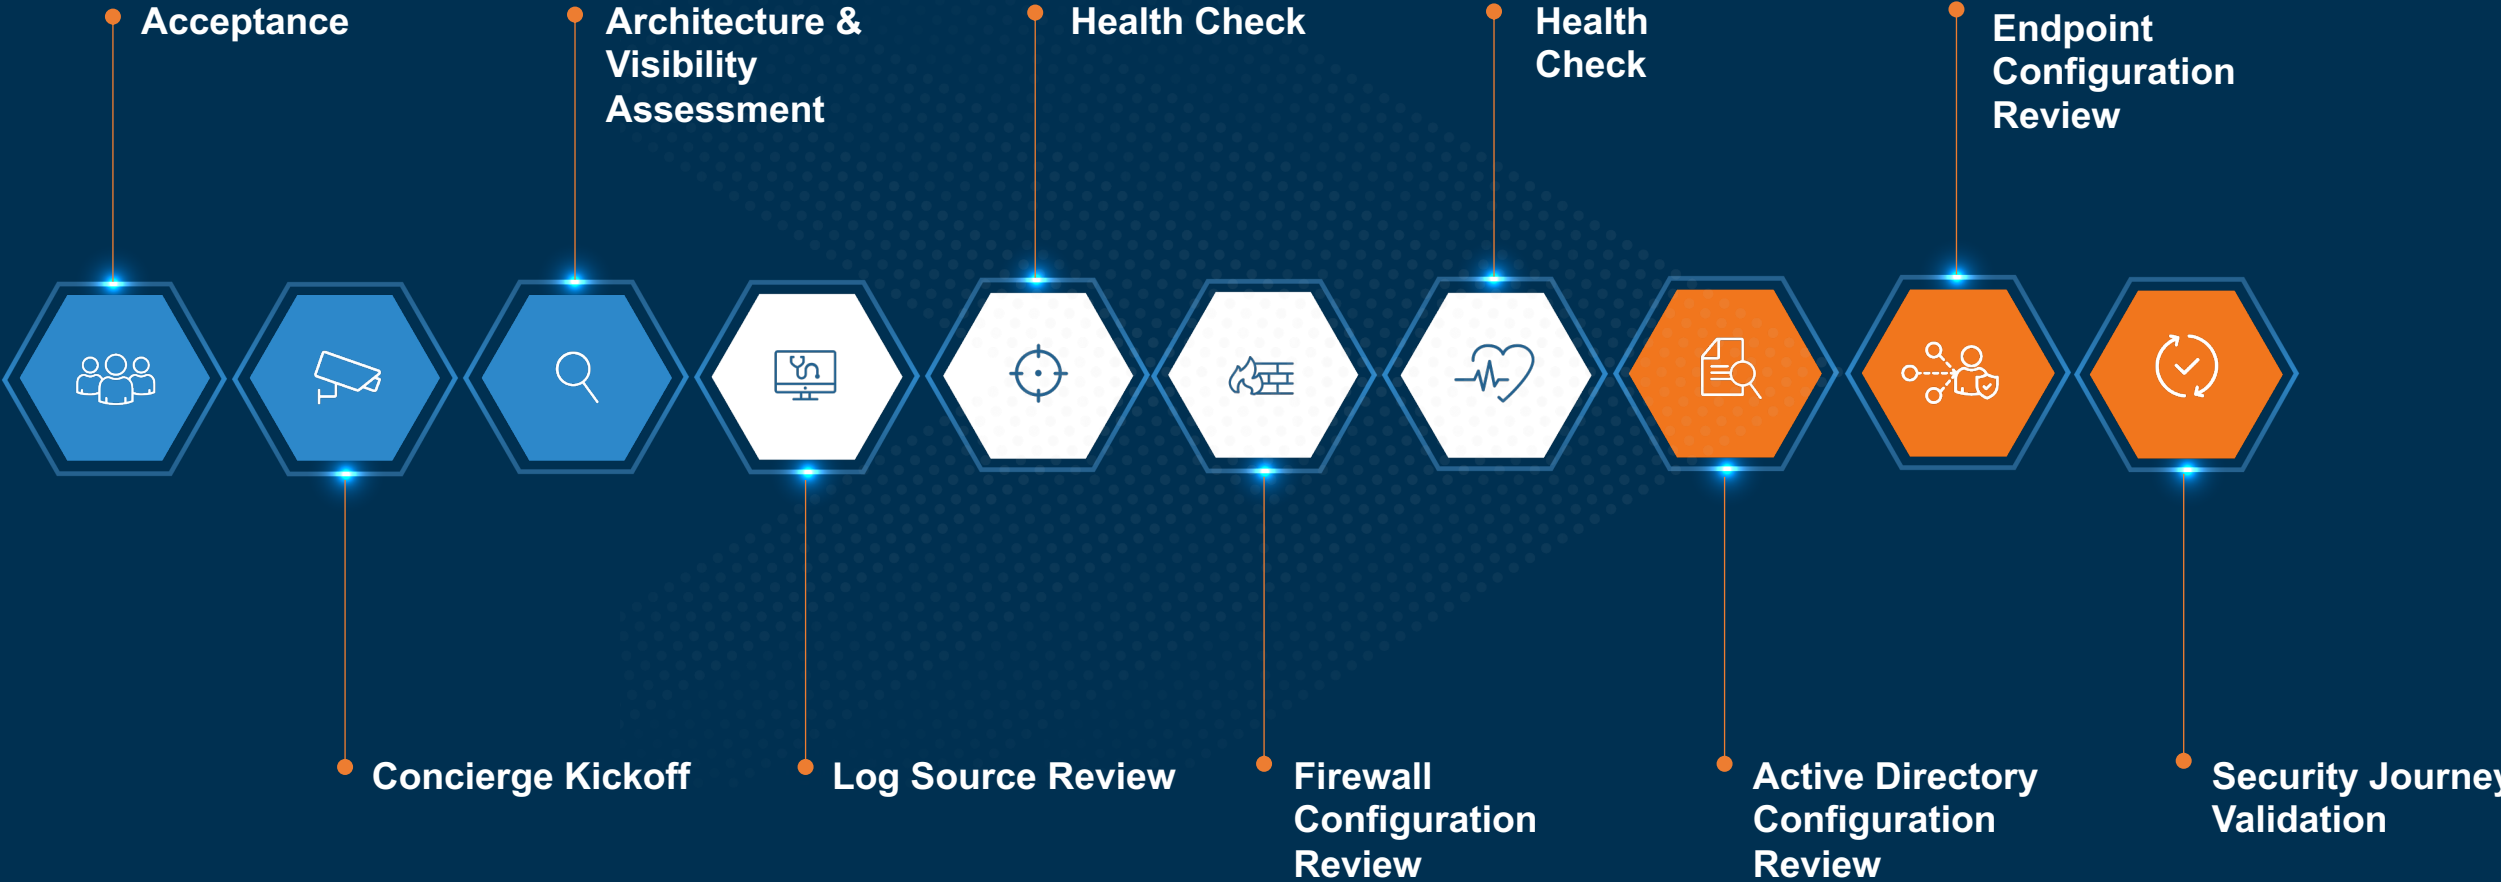 Acceptance
Architecture &
Visibility
Assessment
Health Check
Health
Check
Endpoint
Configuration
Review
Concierge Kickoff
Log Source Review
Firewall
Configuration
Review
Active Directory
Configuration
Review
Security Journey
Validation